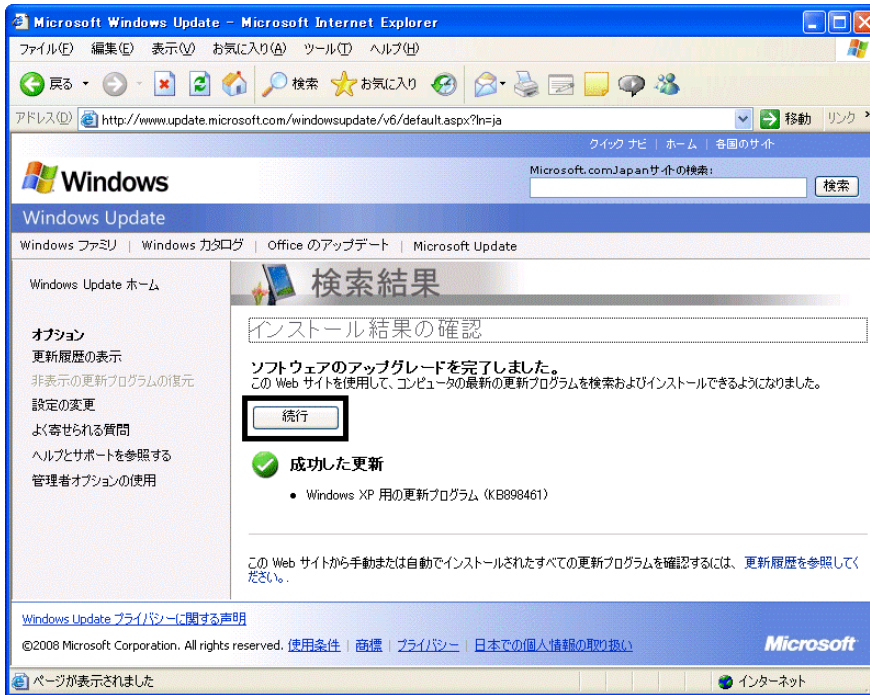 Microsoft Windows Update - Microsoft Internet Explorer
ファイル(F) 編集(E) 表示(V) お気に入り(A) ツール(T) ヘルプ(H)
戻る 検索 お気に入り
アドレス(D) http://www.update.microsoft.com/windowsupdate/v6/default.aspx?ln=ja 移動 リンク »
クイック ナビ | ホーム | 各国のサイト
Windows
Microsoft.comJapanサイトの検索:
検索
Windows Update
Windows ファミリ | Windows カタログ | Office のアップデート | Microsoft Update
Windows Update ホーム
オプション
更新履歴の表示
非表示の更新プログラムの復元
設定の変更
よく寄せられる質問
ヘルプとサポートを参照する
管理者オプションの使用
検索結果
インストール結果の確認
ソフトウェアのアップグレードを完了しました。
この Web サイトを使用して、コンピュータの最新の更新プログラムを検索およびインストールできるようになりました。
続行
成功した更新
• Windows XP 用の更新プログラム (KB898461)
この Web サイトから手動または自動でインストールされたすべての更新プログラムを確認するには、更新履歴を参照してく
ださい。.
Windows Update プライバシーに関する声明
©2008 Microsoft Corporation. All rights reserved. 使用条件 | 商標 | プライバシー | 日本での個人情報の取り扱い
Microsoft
ページが表示されました
インターネット